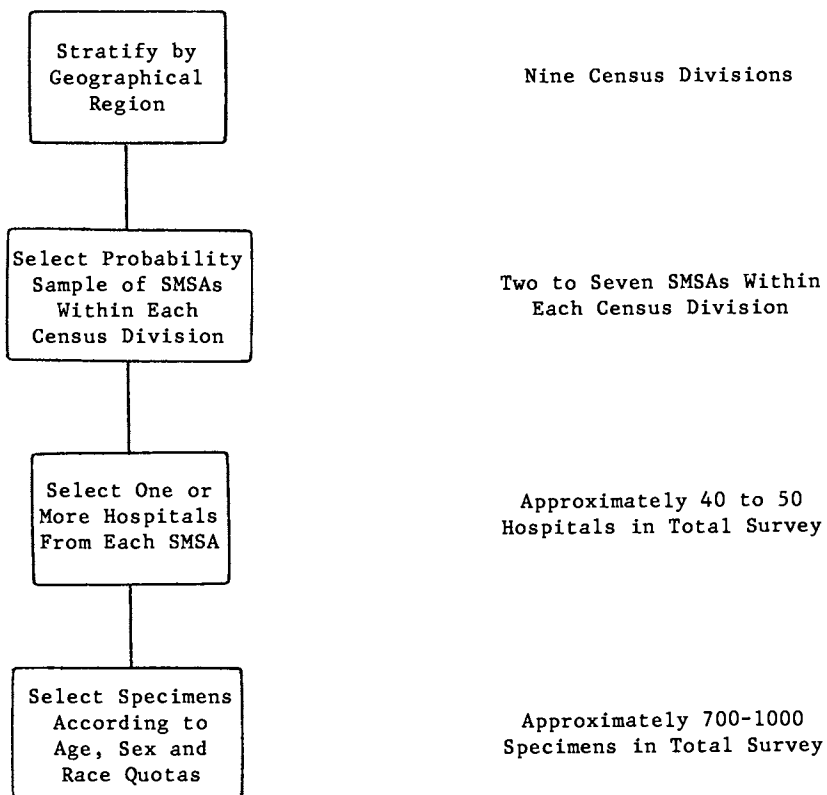 Stratify by
Geographical
Region
Nine Census Divisions
Select Probability
Sample of SMSAs
Within Each
Census Division
Two to Seven SMSAs Within
Each Census Division
Select One or
More Hospitals
From Each SMSA
Approximately 40 to 50
Hospitals in Total Survey
Select Specimens
According to
Age, Sex and
Race Quotas
Approximately 700-1000
Specimens in Total Survey